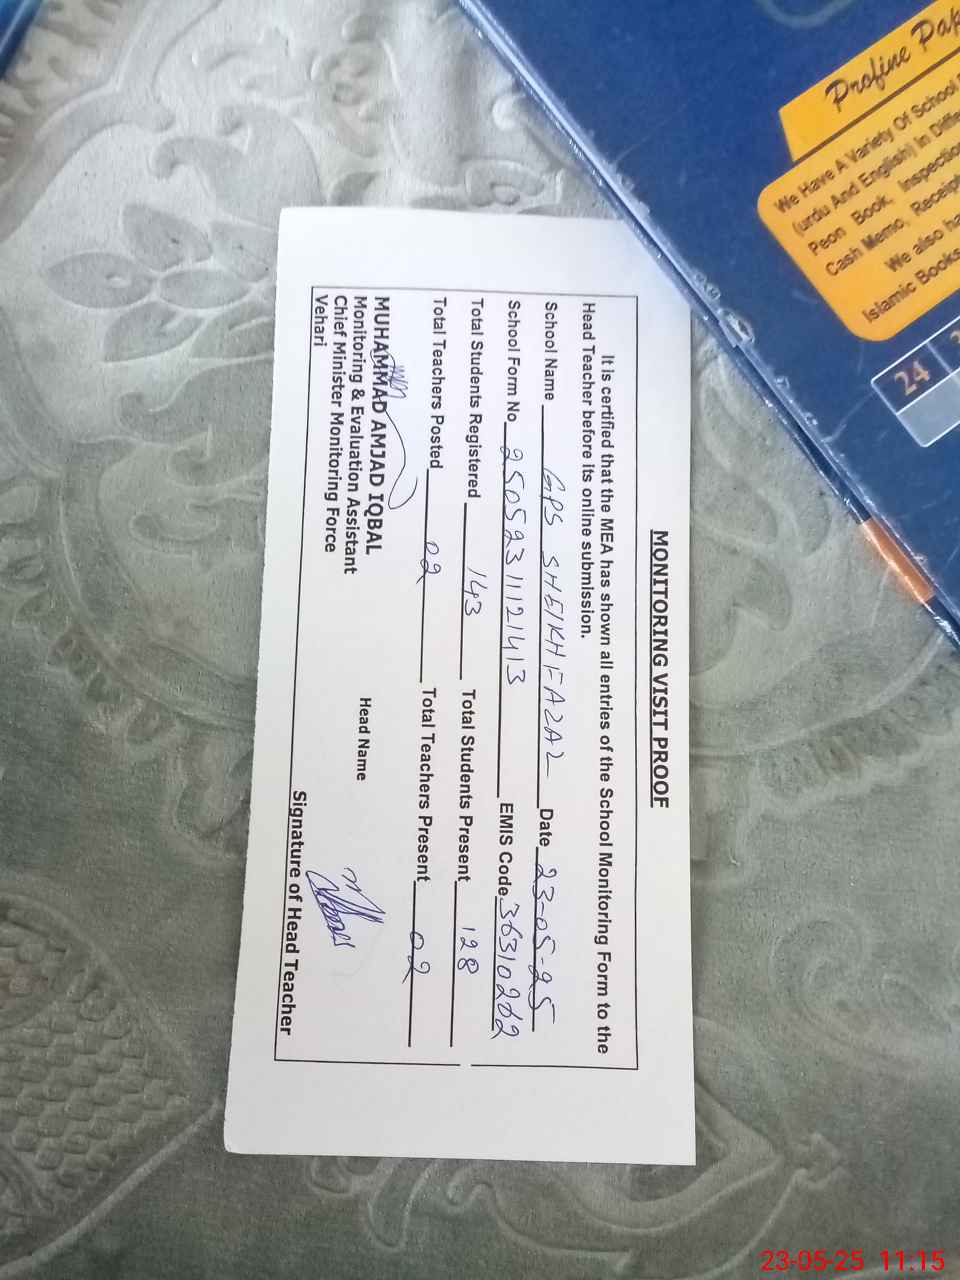 MONITORING VISIT PROOF
It is certified that the MEA has shown all entries of the School Monitoring Form to the
Head Teacher before its online submission.
School Name GPS SHEIKH FAZAL Date 23-05-25
School Form No 25052311121413 EMIS Code 36310262
Total Students Registered 143 Total Students Present 128
Total Teachers Posted 02 Total Teachers Present 02
MUHAMMAD AMJAD IQBAL
Monitoring & Evaluation Assistant Head Name
Chief Minister Monitoring Force
Vehari
Signature of Head Teacher
Profine
We Have A Variety Of School
(urdu And English) In
Peon Book,
Cash Memo,
We also
Islamic Books
24
23-05-25 11:15